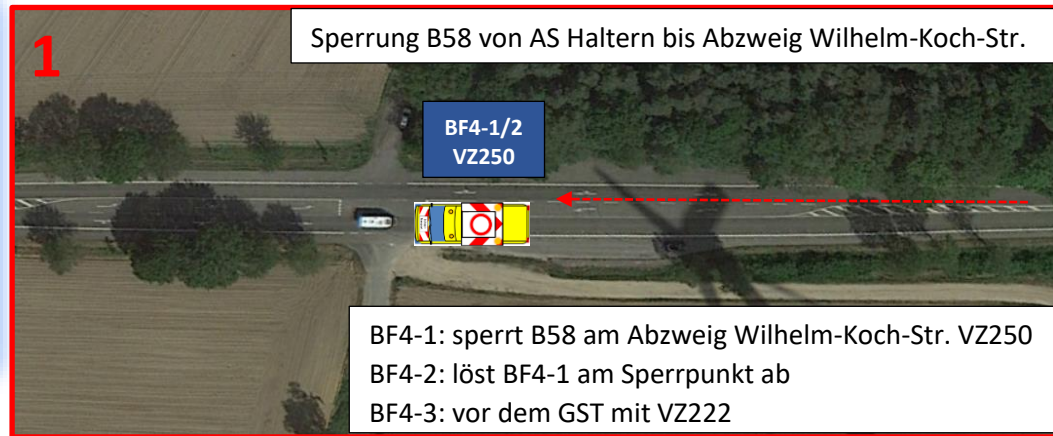 Sperrung B58 von AS Haltern bis Abzweig Wilhelm-Koch-Str.
1
BF4-1/2
VZ250
BF4-1: sperrt B58 am Abzweig Wilhelm-Koch-Str. VZ250
BF4-2: löst BF4-1 am Sperrpunkt ab
BF4-3: vor dem GST mit VZ222